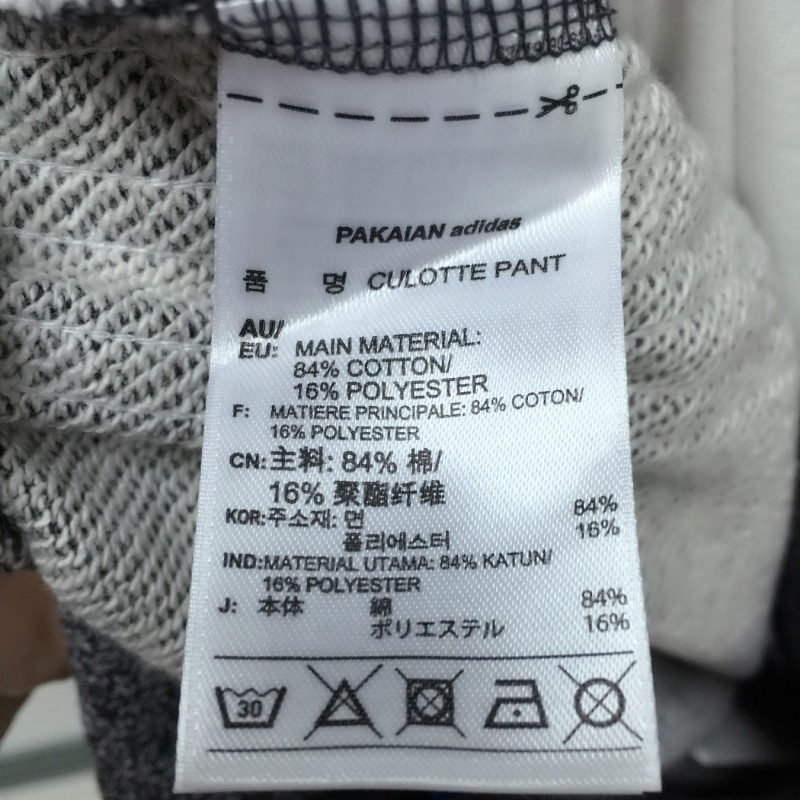 PAKAIAN adidas
품 명 CULOTTE PANT
AU/
EU: MAIN MATERIAL:
84% COTTON/
16% POLYESTER
F: MATIERE PRINCIPALE: 84% COTON/
16% POLYESTER
CN:主料: 84% 棉/
16% 聚酯纤维
KOR:주소재: 면 84%
폴리에스터 16%
IND:MATERIAL UTAMA: 84% KATUN/
16% POLYESTER
J: 本体 綿 84%
ポリエステル 16%
30